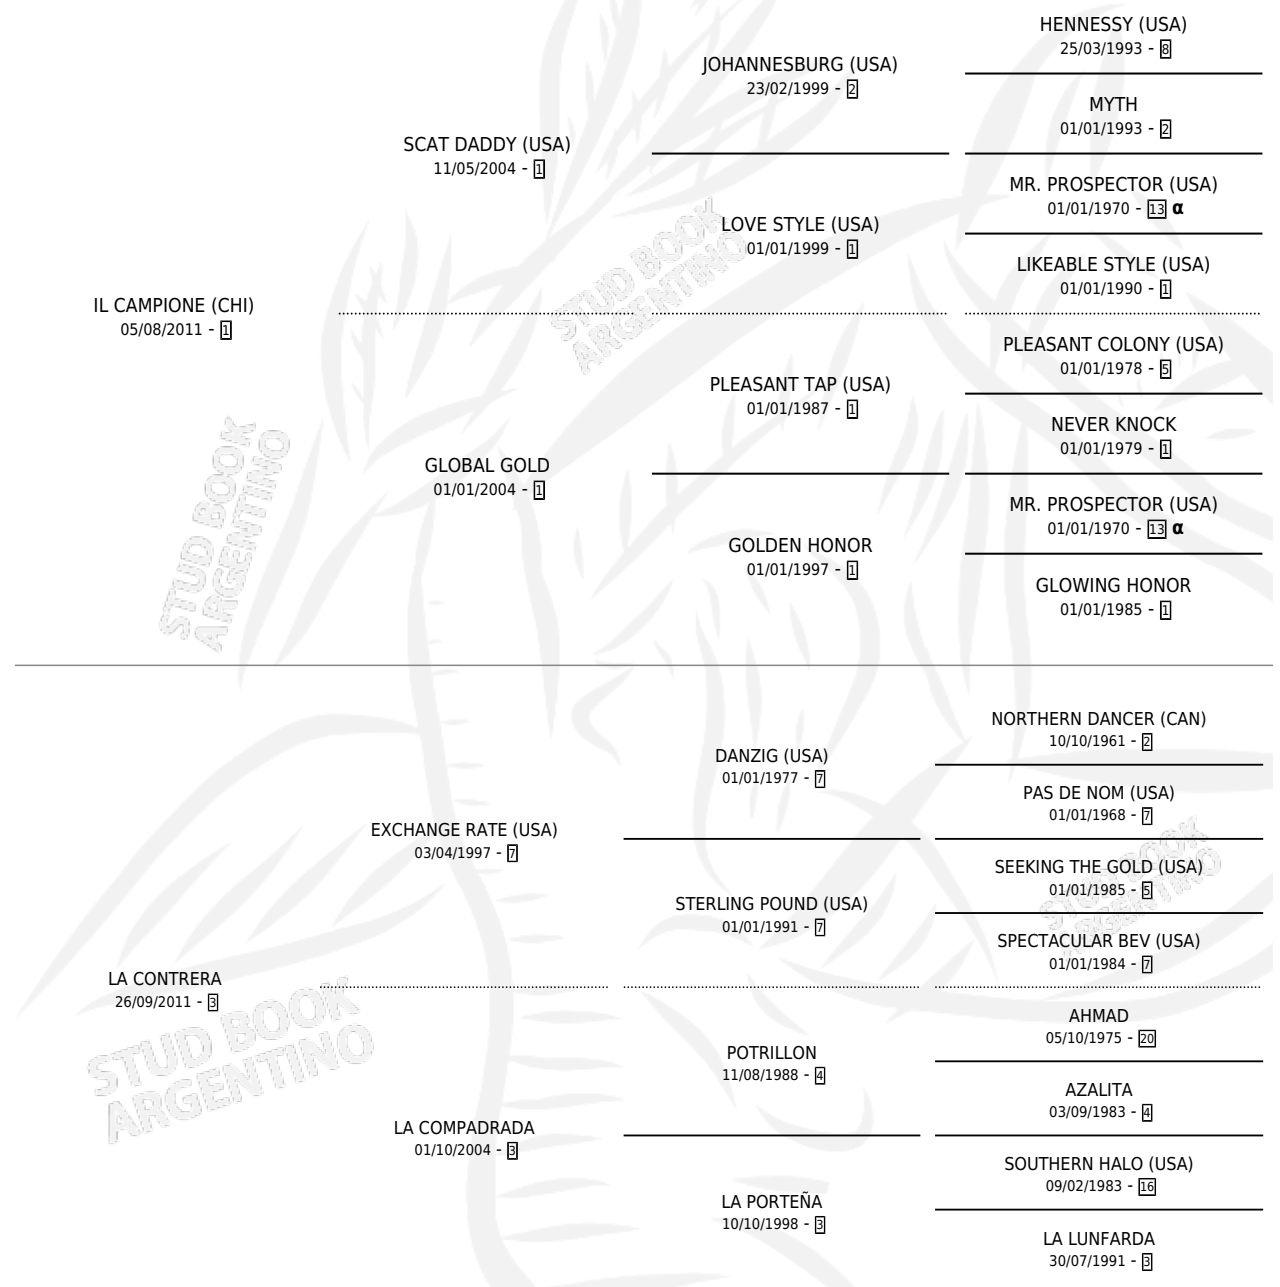 HENNESSY (USA)
25/03/1993 - 8
JOHANNESBURG (USA)
23/02/1999 - 2
MYTH
01/01/1993 - 2
SCAT DADDY (USA)
11/05/2004 - 1
MR. PROSPECTOR (USA)
01/01/1970 - 13 α
LOVE STYLE (USA)
01/01/1999 - 1
LIKEABLE STYLE (USA)
01/01/1990 - 1
IL CAMPIONE (CHI)
05/08/2011 - 1
PLEASANT COLONY (USA)
01/01/1978 - 5
PLEASANT TAP (USA)
01/01/1987 - 1
NEVER KNOCK
01/01/1979 - 1
GLOBAL GOLD
01/01/2004 - 1
MR. PROSPECTOR (USA)
01/01/1970 - 13 α
GOLDEN HONOR
01/01/1997 - 1
GLOWING HONOR
01/01/1985 - 1
STUD BOOK
ARGENTINO
STUD BOOK
ARGENTINO
NORTHERN DANCER (CAN)
10/10/1961 - 2
DANZIG (USA)
01/01/1977 - 7
PAS DE NOM (USA)
01/01/1968 - 7
EXCHANGE RATE (USA)
03/04/1997 - 7
SEEKING THE GOLD (USA)
01/01/1985 - 5
STERLING POUND (USA)
01/01/1991 - 7
SPECTACULAR BEV (USA)
01/01/1984 - 7
LA CONTRERA
26/09/2011 - 3
AHMAD
05/10/1975 - 20
POTRILLON
11/08/1988 - 4
AZALITA
03/09/1983 - 4
LA COMPADRADA
01/10/2004 - 3
SOUTHERN HALO (USA)
09/02/1983 - 16
LA PORTEÑA
10/10/1998 - 3
LA LUNFARDA
30/07/1991 - 3
STUD BOOK
ARGENTINO
STUD BOOK
ARGENTINO